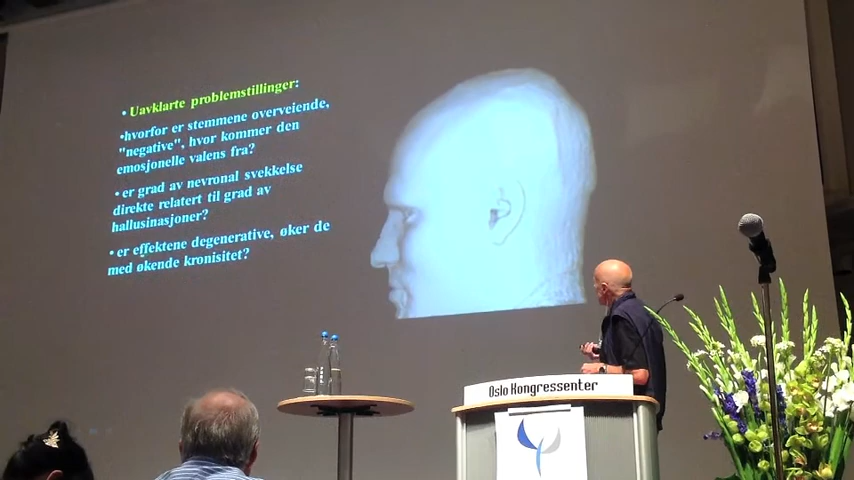 • Uavklarte problemstillinger:
•hvorfor er stemmene overveiende,
"negative", hvor kommer den
emosjonelle valens fra?
• er grad av nevronal svekkelse
direkte relatert til grad av
hallusinasjoner?
• er effektene degenerative, øker de
med økende kronisitet?
Oslo Kongressenter